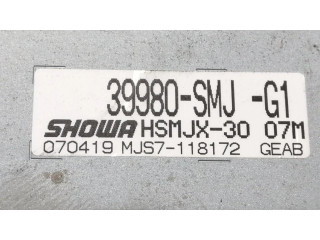 39980-SMJ -G1
SHOWA HSMJX-30 07M
070419 MJS7-118172 GEAB